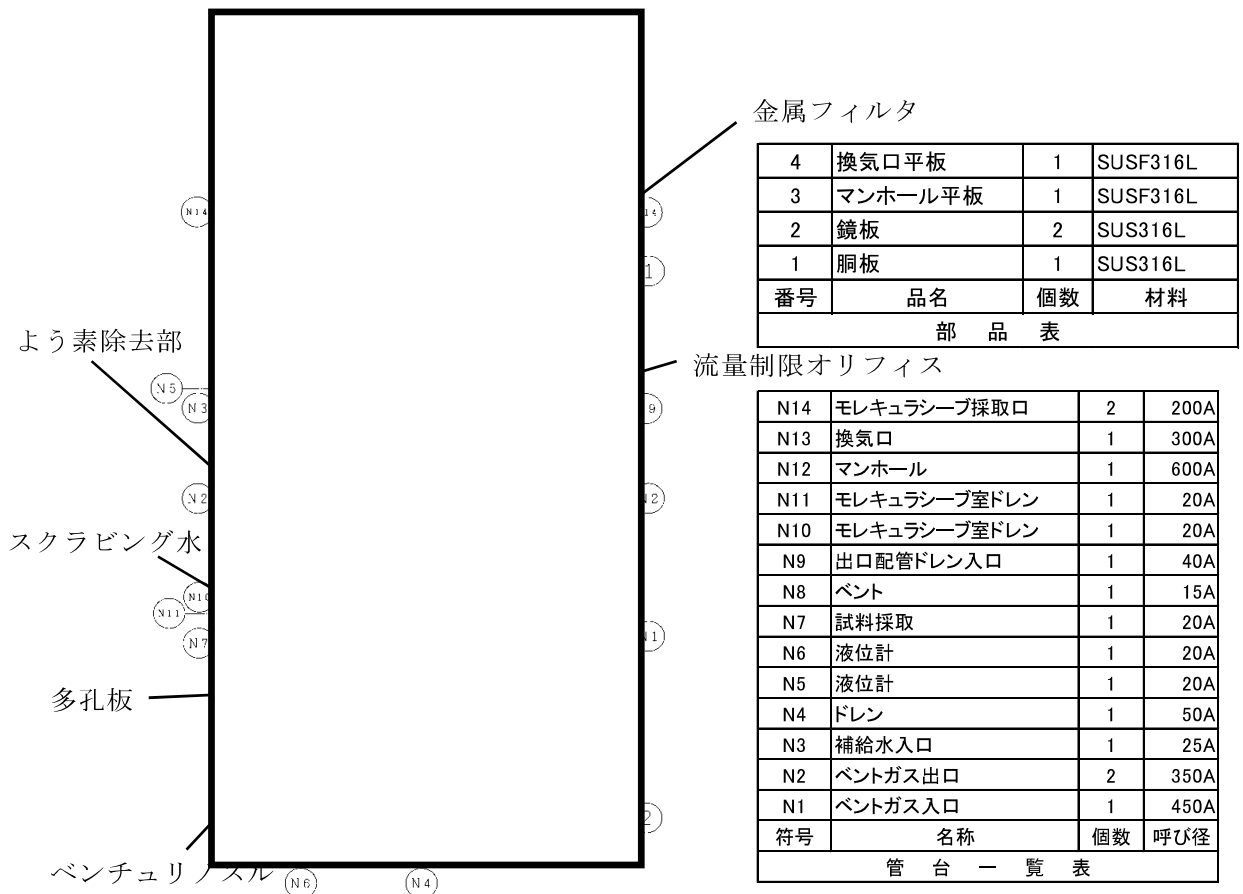 金属フィルタ
4 換気口平板 1 SUSF316L
3 マンホール平板 1 SUSF316L
2 鏡板 2 SUS316L
1 胴板 1 SUS316L
番号 品名 個数 材料
部品表
N14
14
1
よう素除去部
流量制限オリフィス
N5
N3
9
N2
2
スクラビング水
N10
N11
N7
1
多孔板
2
ベンチュリノズル
N6
N4
N14 モレキュラシーブ採取口 2 200A
N13 換気口 1 300A
N12 マンホール 1 600A
N11 モレキュラシーブ室ドレン 1 20A
N10 モレキュラシーブ室ドレン 1 20A
N9 出口配管ドレン入口 1 40A
N8 ベント 1 15A
N7 試料採取 1 20A
N6 液位計 1 20A
N5 液位計 1 20A
N4 ドレン 1 50A
N3 補給水入口 1 25A
N2 ベントガス出口 2 350A
N1 ベントガス入口 1 450A
符号 名称 個数 呼び径
管台一覧表